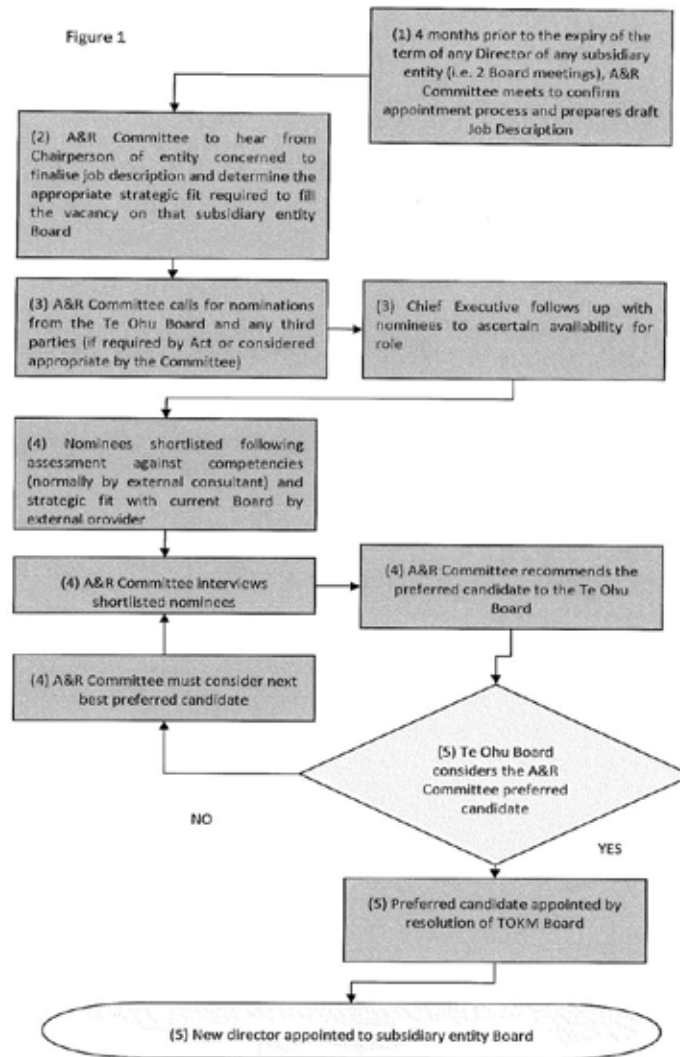 Figure 1
(1) 4 months prior to the expiry of the
term of any Director of any subsidiary
entity (i.e. 2 Board meetings), A&R
Committee meets to confirm
appointment process and prepares draft
Job Description
(2) A&R Committee to hear from
Chairperson of entity concerned to
finalise job description and determine the
appropriate strategic fit required to fill
the vacancy on that subsidiary entity
Board
(3) A&R Committee calls for nominations
from the Te Ohu Board and any third
parties (if required by Act or considered
appropriate by the Committee)
(3) Chief Executive follows up with
nominees to ascertain availability for
role
(4) Nominees shortlisted following
assessment against competencies
(normally by external consultant) and
strategic fit with current Board by
external provider
(4) A&R Committee interviews
shortlisted nominees
(4) A&R Committee recommends the
preferred candidate to the Te Ohu
Board
(4) A&R Committee must consider next
best preferred candidate
(5) Te Ohu Board
considers the A&R
Committee preferred
candidate
NO
YES
(5) Preferred candidate appointed by
resolution of TOKM Board
(5) New director appointed to subsidiary entity Board